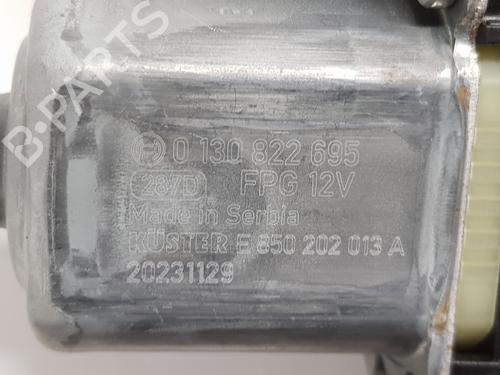 B-PARTS
0 130 822 695
287D FPG 12V
Made in Serbia
KÜSTER E 850 202 013 A
20231129